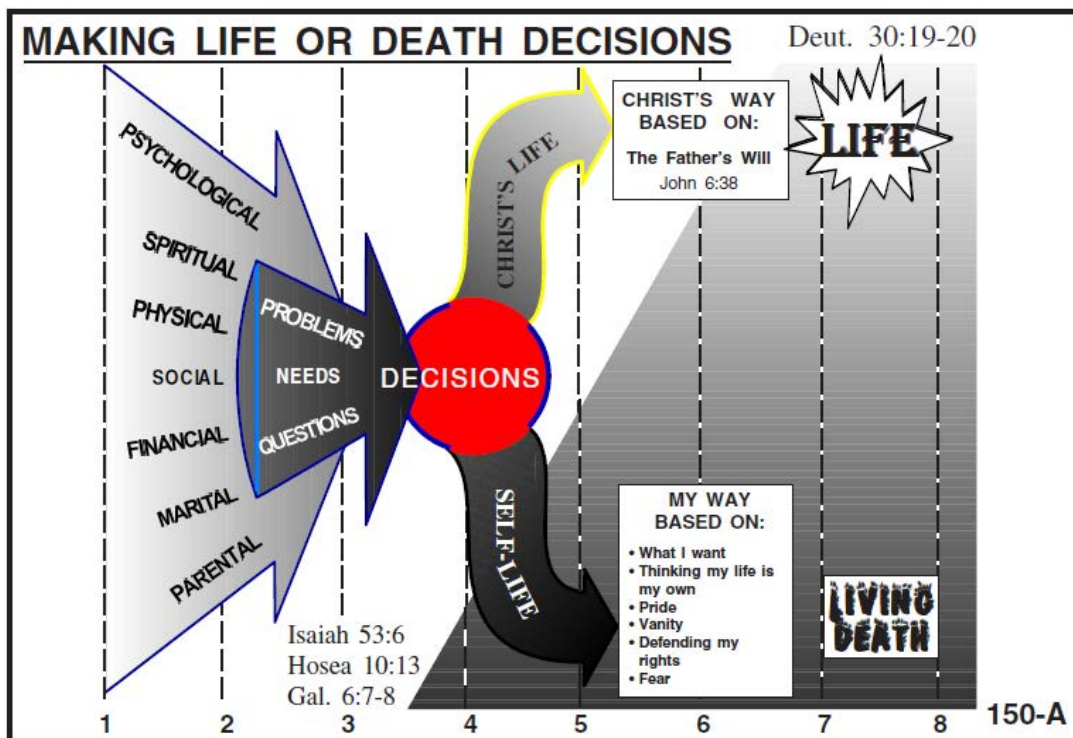 MAKING LIFE OR DEATH DECISIONS
Deut. 30:19-20
PSYCHOLOGICAL
SPIRITUAL
PHYSICAL
SOCIAL
FINANCIAL
MARITAL
PARENTAL
PROBLEMS
NEEDS
QUESTIONS
DECISIONS
CHRIST'S LIFE
CHRIST'S WAY
BASED ON:
The Father's Will
John 6:38
LIFE
SELF-LIFE
MY WAY
BASED ON:
• What I want
• Thinking my life is
my own
• Pride
• Vanity
• Defending my
rights
• Fear
LIVING
DEATH
Isaiah 53:6
Hosea 10:13
Gal. 6:7-8
1 2 3 4 5 6 7 8
150-A